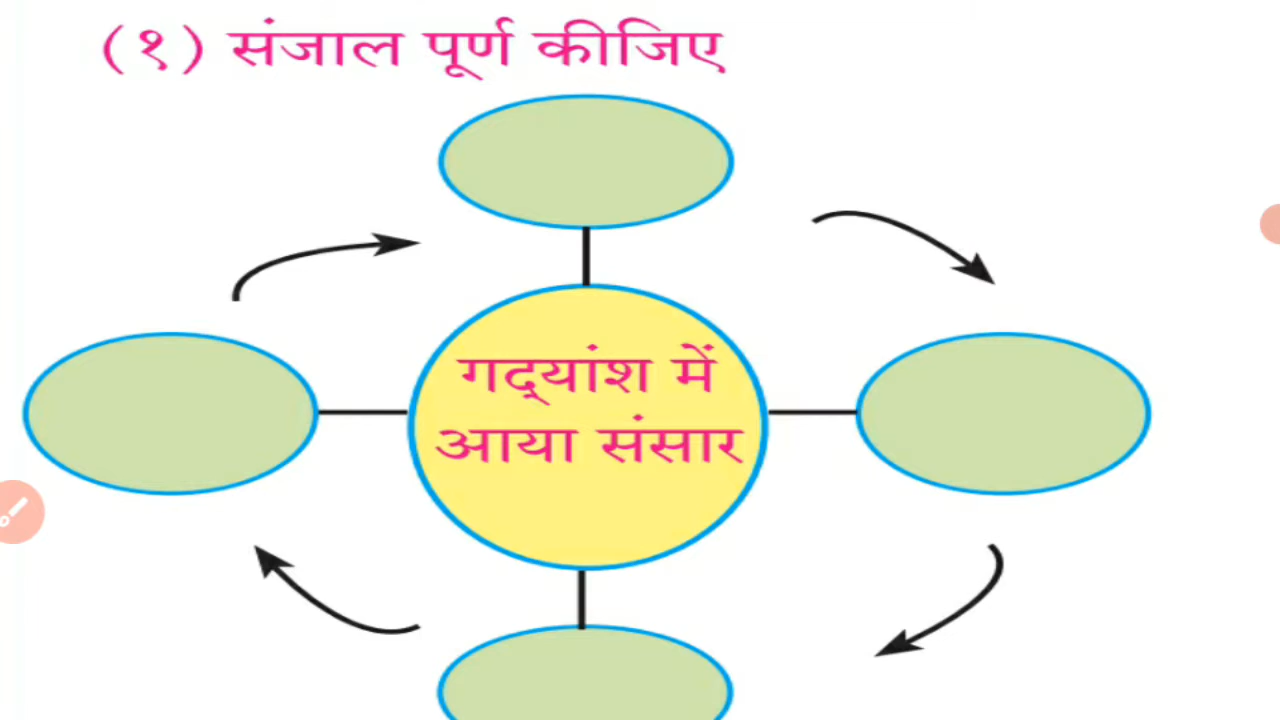 (१) संजाल पूर्ण कीजिए
गद्‌यांश में
आया संसार